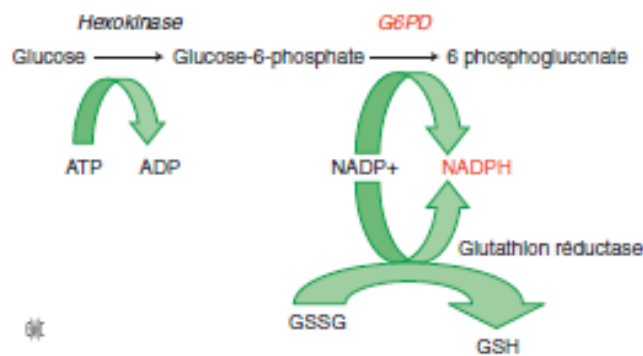 Hexokinase G6PD
Glucose Glucose-6-phosphate 6 phosphogluconate
ATP ADP NADP+ NADPH
Glutathion réductase
GSSG
GSH